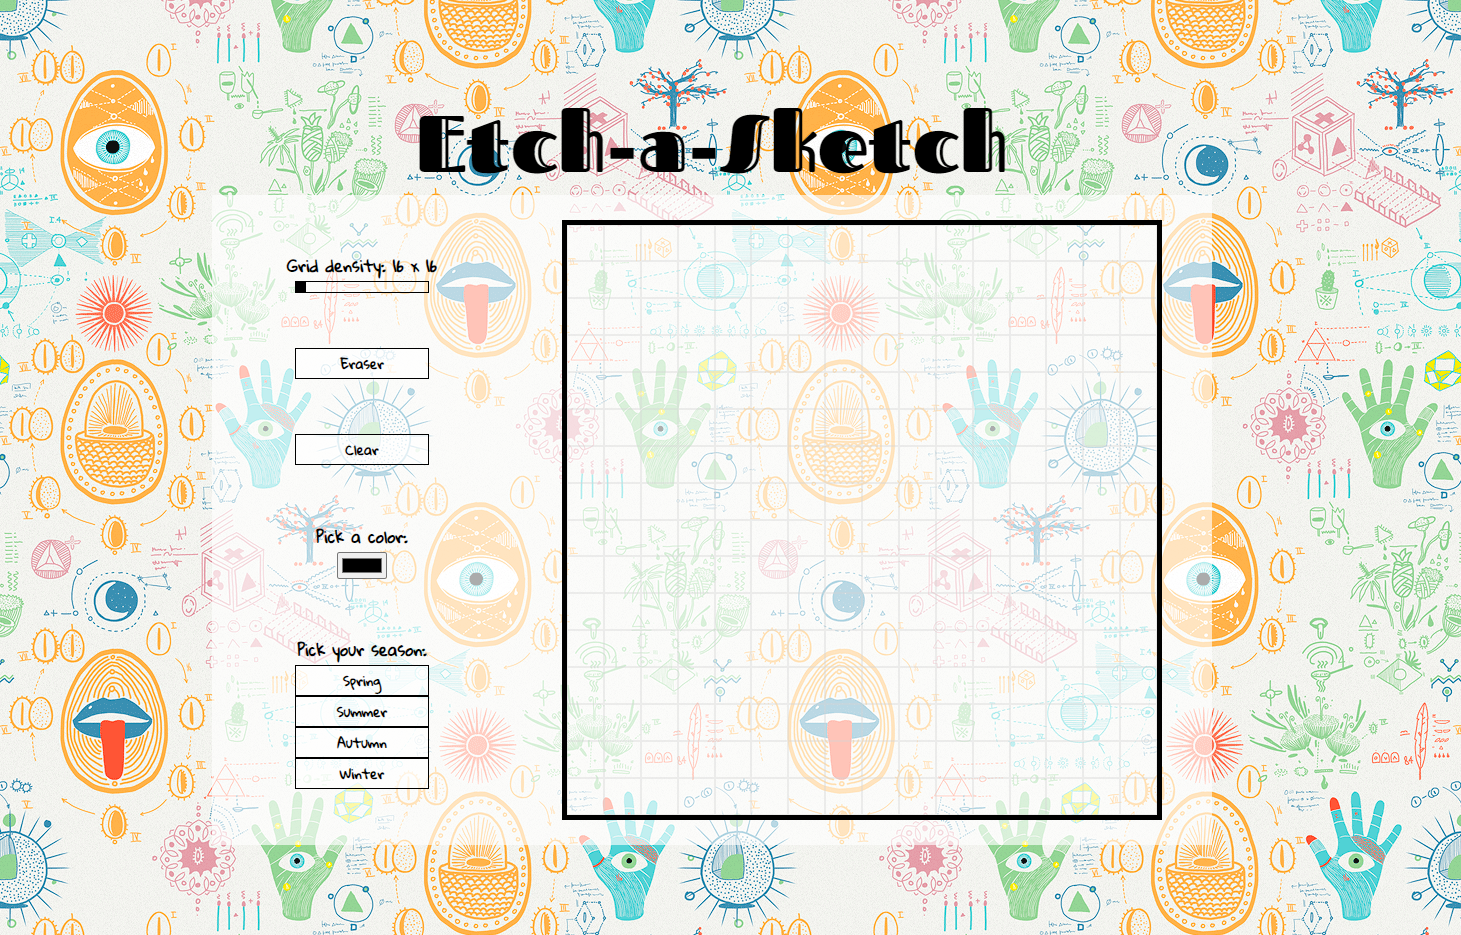 Etch-a-Sketch
Grid density: 16 x 16
Eraser
Clear
Pick a color:
Pick your season:
Spring
Summer
Autumn
Winter